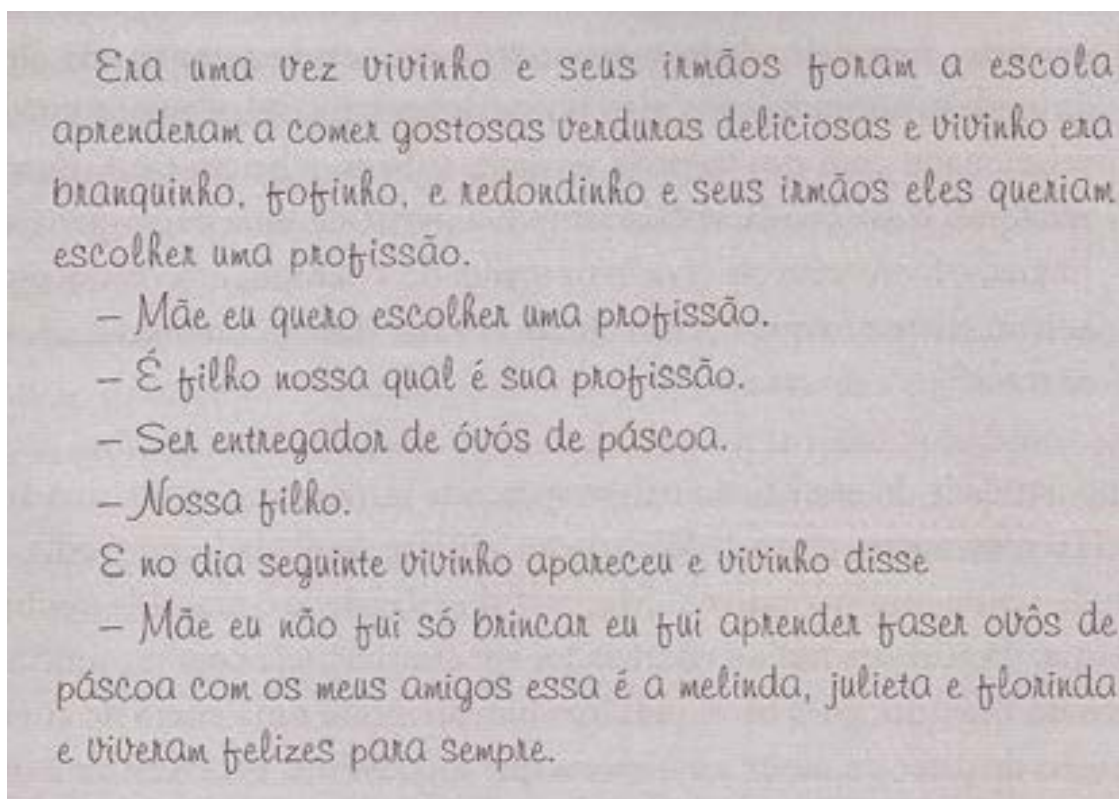 Era uma vez vivinho e seus irmãos foram a escola
aprenderam a comer gostosas verduras deliciosas e vivinho era
branquinho, fofinho, e redondinho e seus irmãos eles queriam
escolher uma profissão.
– Mãe eu quero escolher uma profissão.
– É filho nossa qual é sua profissão.
– Ser entregador de óvós de páscoa.
– Nossa filho.
E no dia seguinte vivinho apareceu e vivinho disse
– Mãe eu não fui só brincar eu fui aprender faser ovôs de
páscoa com os meus amigos essa é a melinda, julieta e florinda
e viveram felizes para sempre.